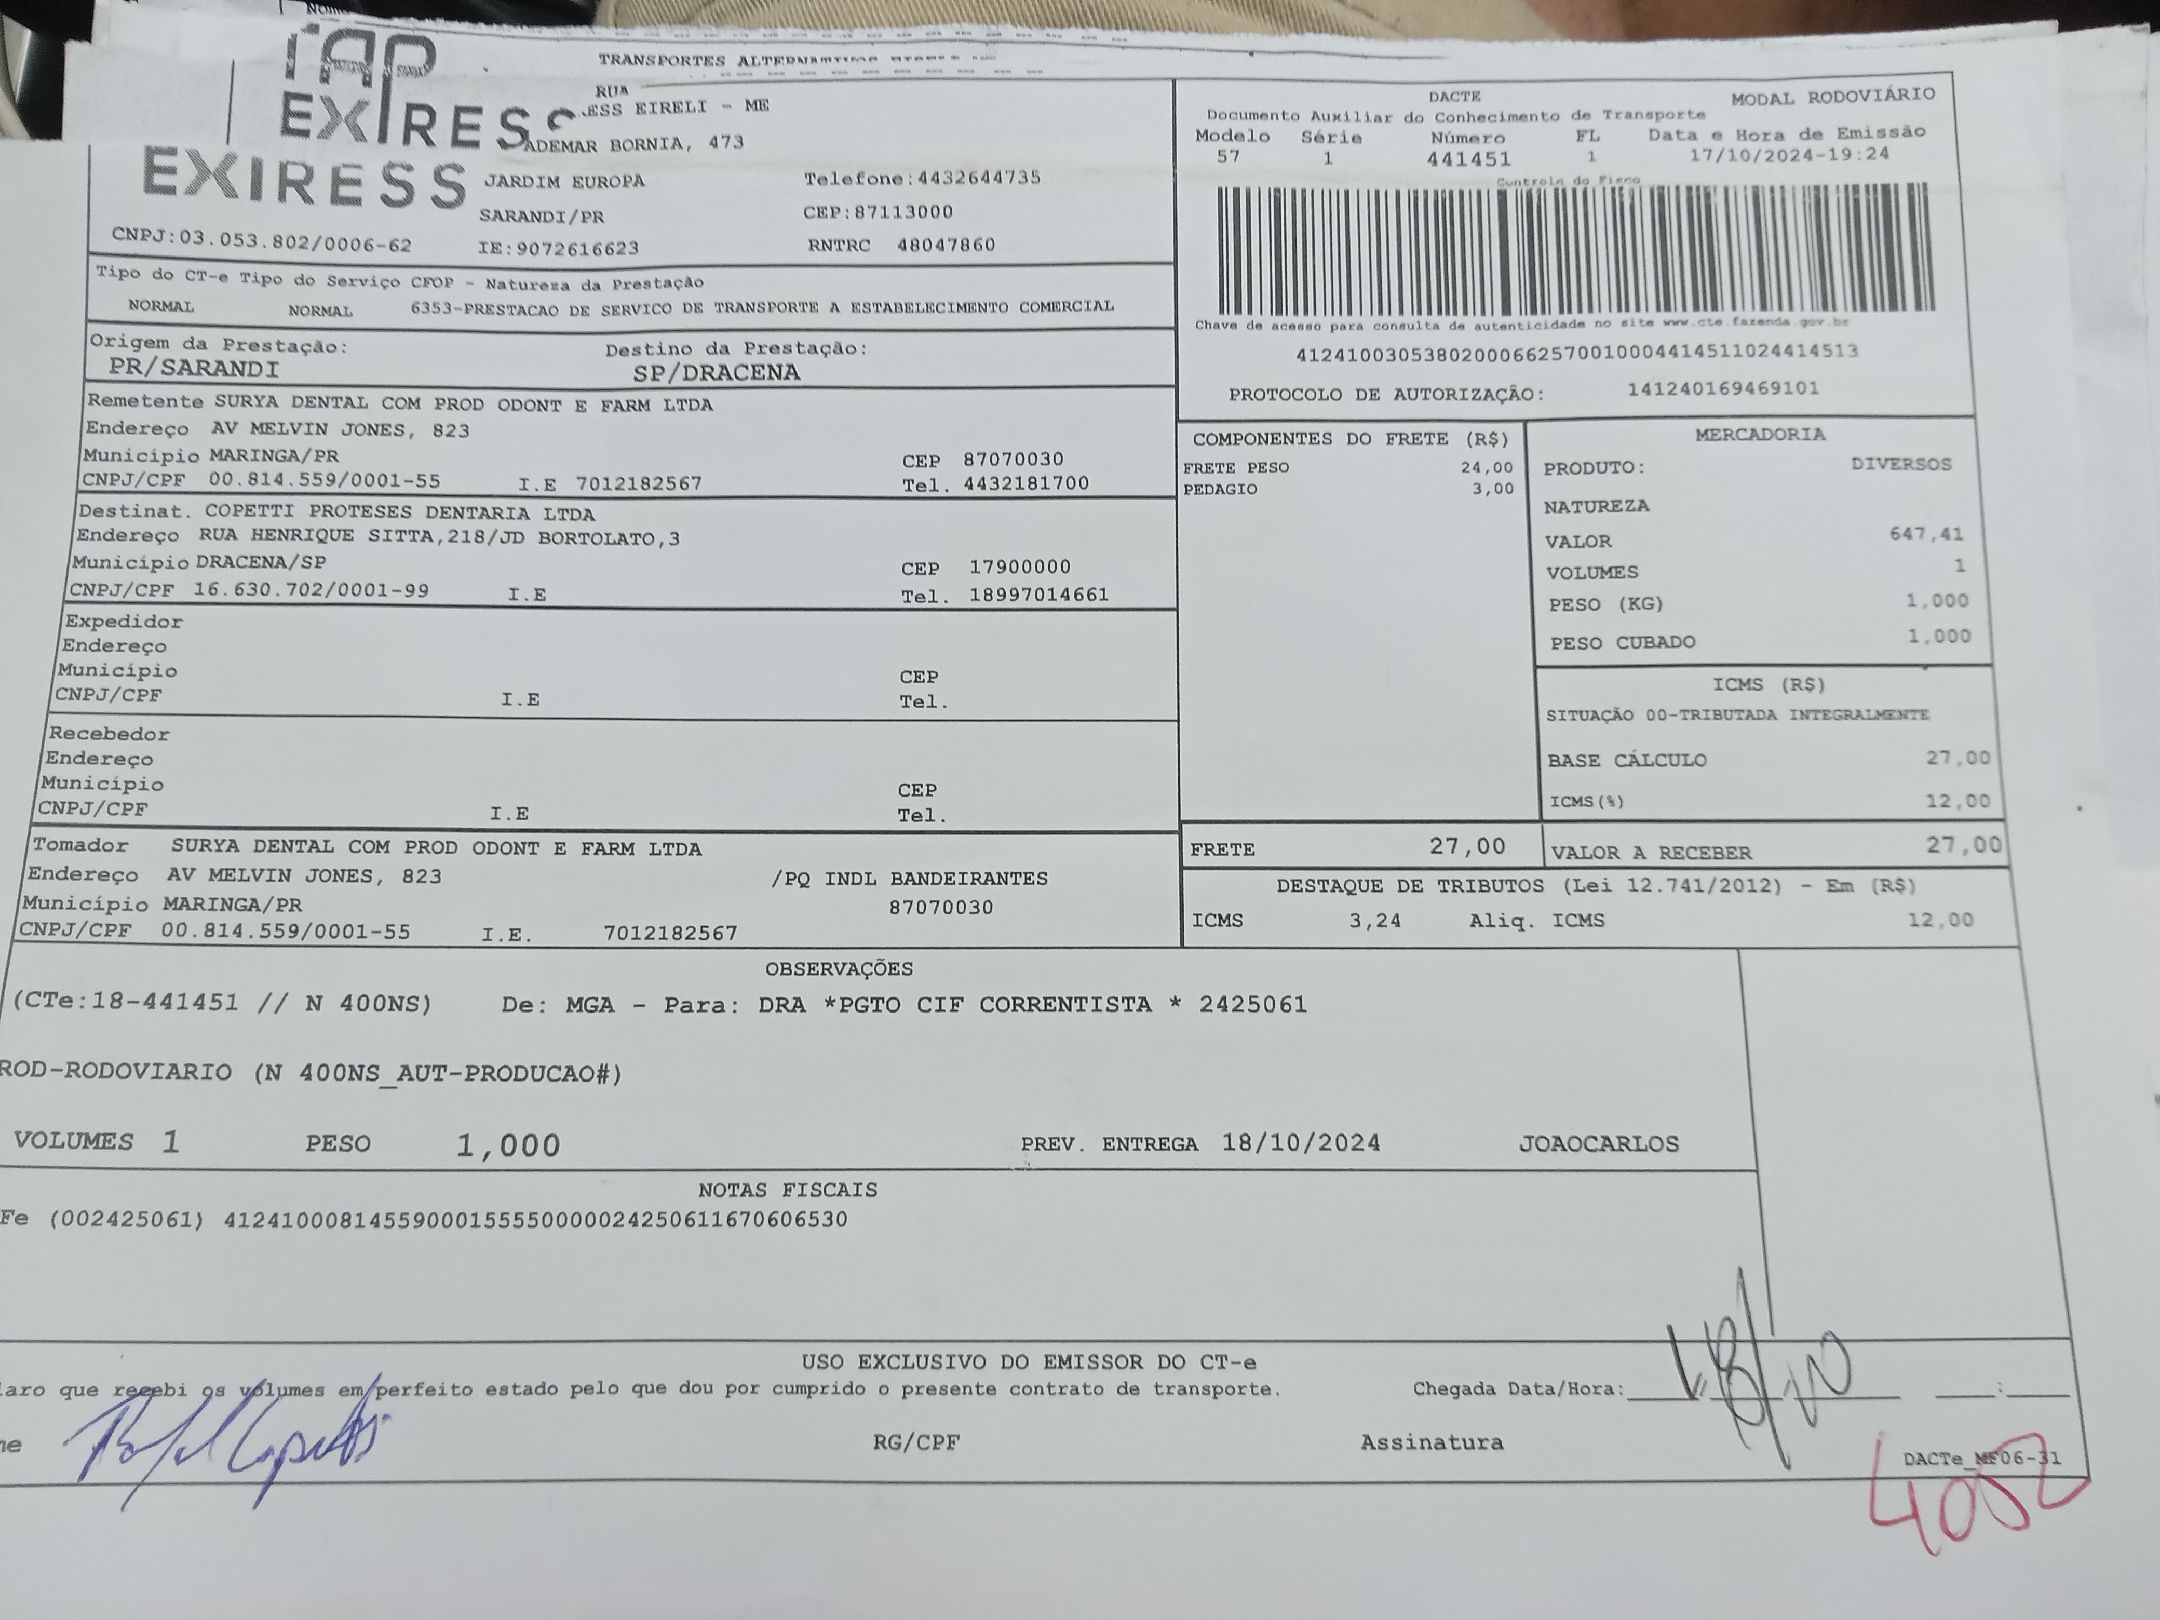 TAP
EXIRESS
EXIRESS
TRANSPORTES
RUA
ESS EIRELI - ME
ADEMAR BORNIA, 473
JARDIM EUROPA Telefone:4432644735
SARANDI/PR CEP:87113000
CNPJ:03.053.802/0006-62 IE:9072616623 RNTRC 48047860
DACTE MODAL RODOVIÁRIO
Documento Auxiliar do Conhecimento de Transporte
Modelo Série Número FL Data e Hora de Emissão
57 1 441451 1 17/10/2024-19:24
Controle do Fisco
Chave de acesso para consulta de autenticidade no site www.cte.fazenda.gov.br
41241003053802000662570010004414511024414513
PROTOCOLO DE AUTORIZAÇÃO: 141240169469101
Tipo do CT-e Tipo do Serviço CFOP - Natureza da Prestação
NORMAL NORMAL 6353-PRESTACAO DE SERVICO DE TRANSPORTE A ESTABELECIMENTO COMERCIAL
Origem da Prestação: Destino da Prestação:
PR/SARANDI SP/DRACENA
Remetente SURYA DENTAL COM PROD ODONT E FARM LTDA
Endereço AV MELVIN JONES, 823
Município MARINGA/PR CEP 87070030
CNPJ/CPF 00.814.559/0001-55 I.E 7012182567 Tel. 4432181700
Destinat. COPETTI PROTESES DENTARIA LTDA
Endereço RUA HENRIQUE SITTA,218/JD BORTOLATO,3
Município DRACENA/SP CEP 17900000
CNPJ/CPF 16.630.702/0001-99 I.E Tel. 18997014661
Expedidor
Endereço
Município CEP
CNPJ/CPF I.E Tel.
Recebedor
Endereço
Município CEP
CNPJ/CPF I.E Tel.
Tomador SURYA DENTAL COM PROD ODONT E FARM LTDA
Endereço AV MELVIN JONES, 823 /PQ INDL BANDEIRANTES
Município MARINGA/PR 87070030
CNPJ/CPF 00.814.559/0001-55 I.E. 7012182567
COMPONENTES DO FRETE (R$)
FRETE PESO 24,00
PEDAGIO 3,00
MERCADORIA
PRODUTO: DIVERSOS
NATUREZA
VALOR 647,41
VOLUMES 1
PESO (KG) 1,000
PESO CUBADO 1,000
ICMS (R$)
SITUAÇÃO 00-TRIBUTADA INTEGRALMENTE
BASE CÁLCULO 27,00
ICMS(%) 12,00
FRETE 27,00 VALOR A RECEBER 27,00
DESTAQUE DE TRIBUTOS (Lei 12.741/2012) - Em (R$)
ICMS 3,24 Aliq. ICMS 12,00
OBSERVAÇÕES
(CTe:18-441451 // N 400NS) De: MGA - Para: DRA *PGTO CIF CORRENTISTA * 2425061
ROD-RODOVIARIO (N 400NS_AUT-PRODUCAO#)
VOLUMES 1 PESO 1,000 PREV. ENTREGA 18/10/2024 JOAOCARLOS
NOTAS FISCAIS
Fe (002425061) 41241000814559000155550000024250611670606530
USO EXCLUSIVO DO EMISSOR DO CT-e
laro que recebi os volumes em perfeito estado pelo que dou por cumprido o presente contrato de transporte. Chegada Data/Hora: 18/10 :
me Rafael Copetti RG/CPF Assinatura
DACTe_MF06-31
4002